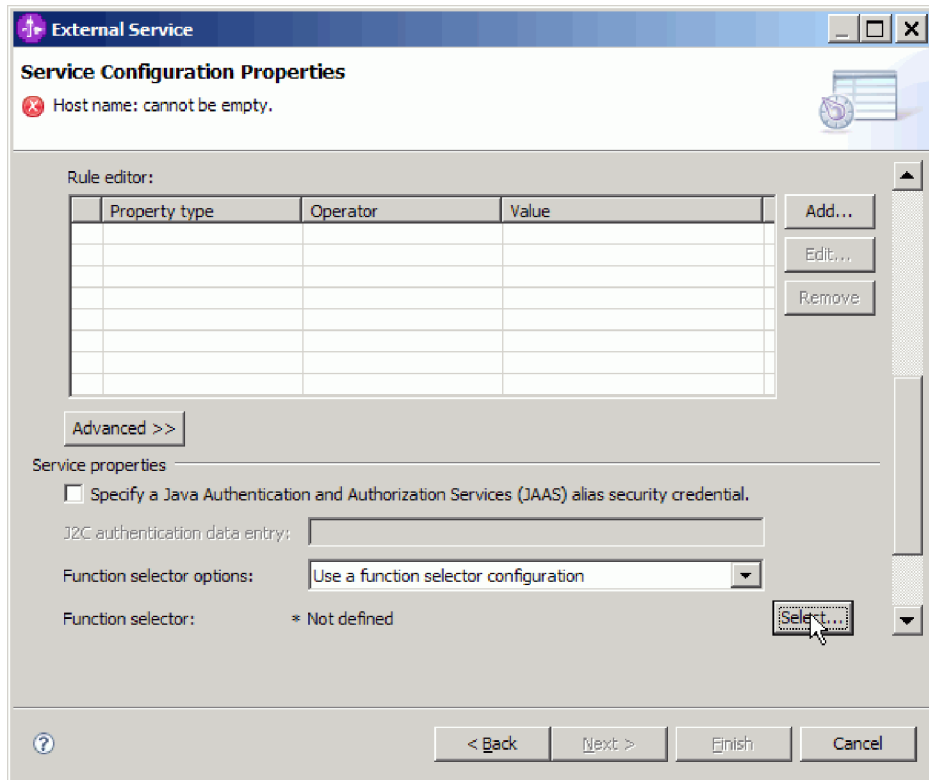 External Service
Service Configuration Properties
Host name: cannot be empty.
Rule editor:
Property type Operator Value
Add...
Edit...
Remove
Advanced >>
Service properties
Specify a Java Authentication and Authorization Services (JAAS) alias security credential.
J2C authentication data entry:
Function selector options: Use a function selector configuration
Function selector: * Not defined Select...
? < Back Next > Finish Cancel